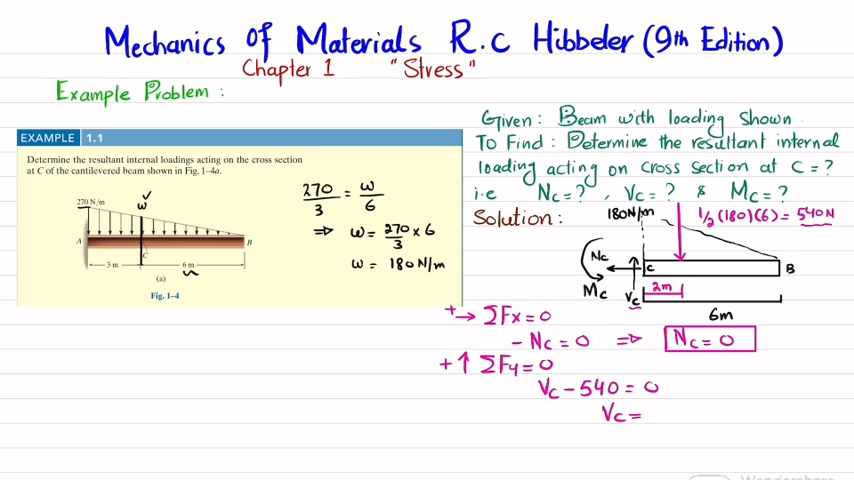 Mechanics of Materials R.C Hibbeler (9th Edition)
Chapter 1 "Stress"
Example Problem :
EXAMPLE 1.1
Determine the resultant internal loadings acting on the cross section
at C of the cantilevered beam shown in Fig. 1–4a.
270 N/m
w
A
B
C
3 m
6 m
(a)
Fig. 1–4
270/3 = w/6
⇒ w = 270/3 × 6
w = 180 N/m
Given : Beam with loading shown
To Find : Determine the resultant internal
loading acting on cross section at C = ?
i.e Nc = ? , Vc = ? & Mc = ?
Solution :
180N/m
1/2 (180)(6) = 540N
Nc
C
B
Mc
Vc
2m
6m
+→ ΣFx = 0
- Nc = 0 ⇒ Nc = 0
+↑ ΣFy = 0
Vc - 540 = 0
Vc =